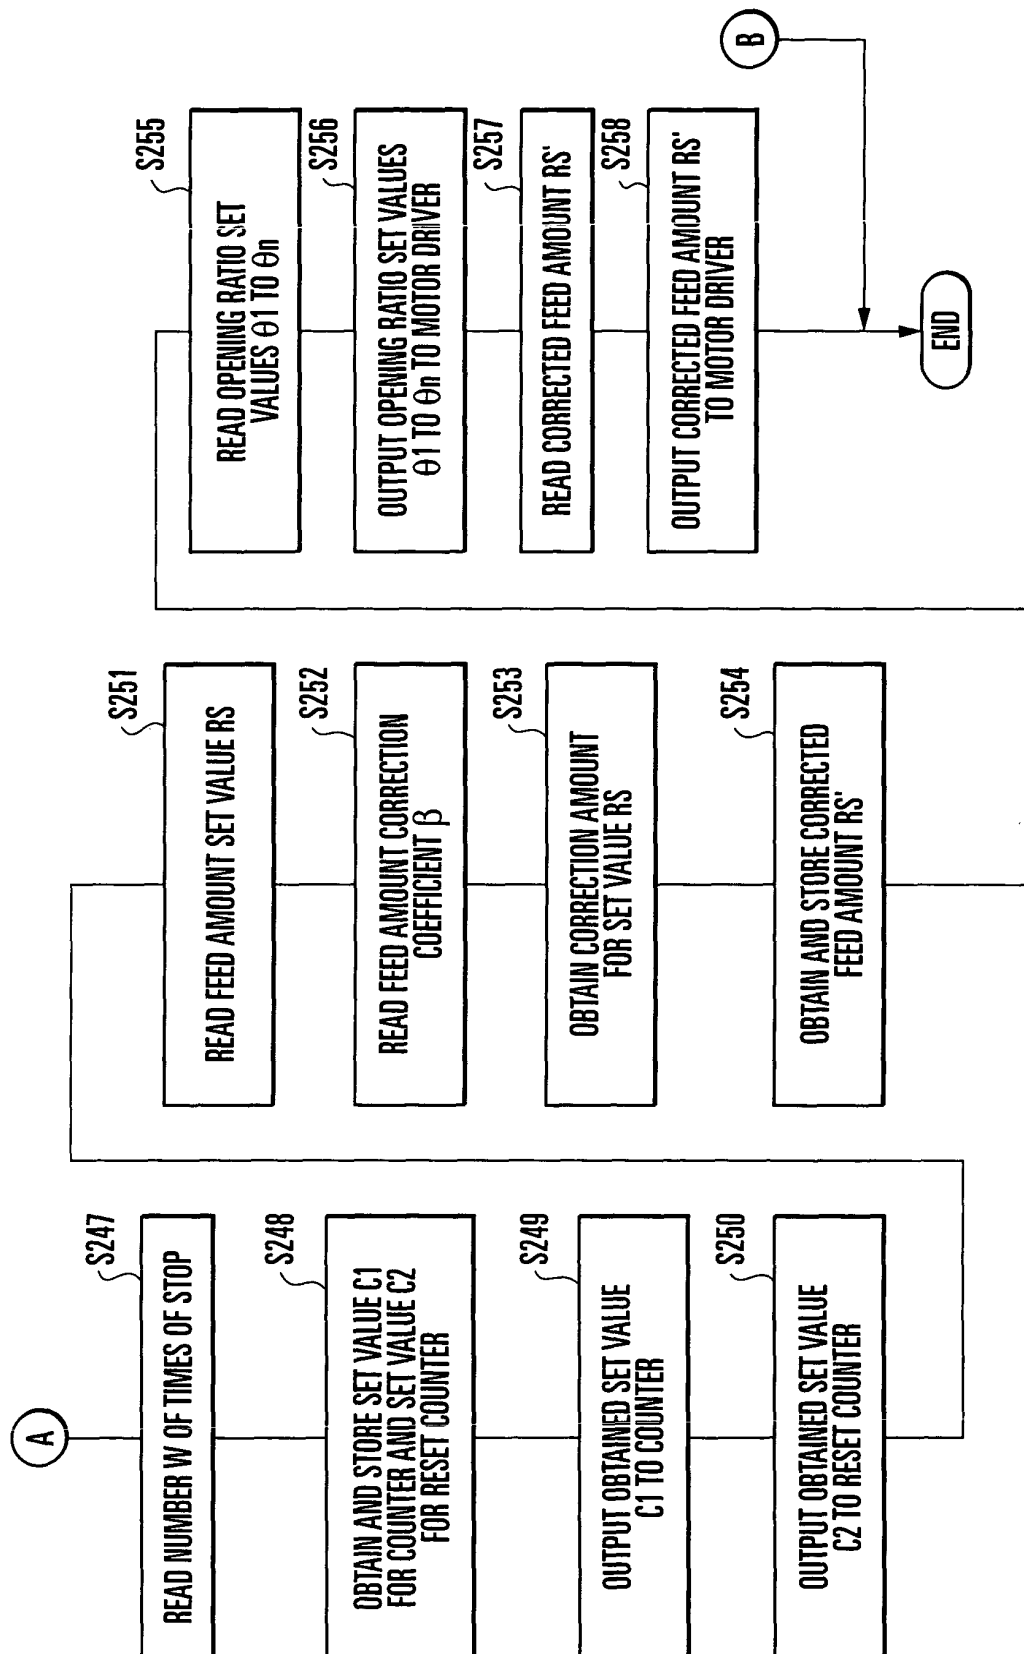 A
S247
READ NUMBER W OF TIMES OF STOP
S248
OBTAIN AND STORE SET VALUE C1
FOR COUNTER AND SET VALUE C2
FOR RESET COUNTER
S249
OUTPUT OBTAINED SET VALUE
C1 TO COUNTER
S250
OUTPUT OBTAINED SET VALUE
C2 TO RESET COUNTER
S251
READ FEED AMOUNT SET VALUE RS
S252
READ FEED AMOUNT CORRECTION
COEFFICIENT β
S253
OBTAIN CORRECTION AMOUNT
FOR SET VALUE RS
S254
OBTAIN AND STORE CORRECTED
FEED AMOUNT RS'
S255
READ OPENING RATIO SET
VALUES θ1 TO θn
S256
OUTPUT OPENING RATIO SET VALUES
θ1 TO θn TO MOTOR DRIVER
S257
READ CORRECTED FEED AMOUNT RS'
S258
OUTPUT CORRECTED FEED AMOUNT RS'
TO MOTOR DRIVER
B
END